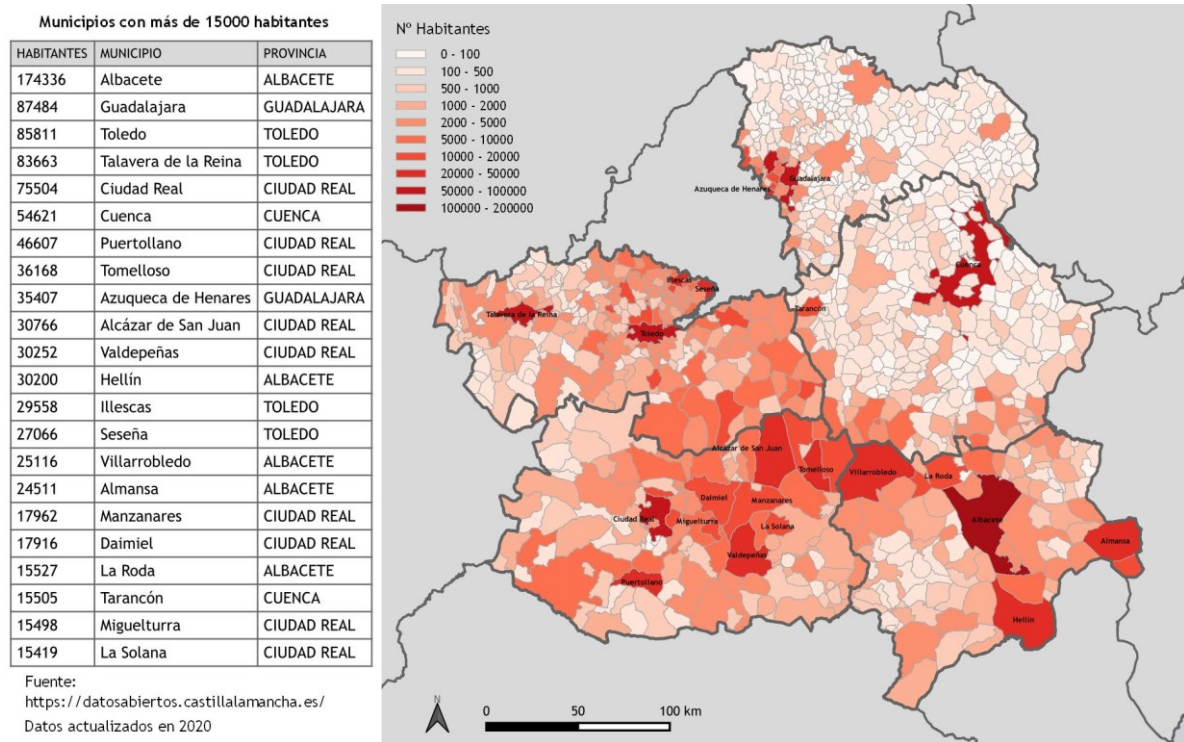 Municipios con más de 15000 habitantes
HABITANTES MUNICIPIO PROVINCIA
174336 Albacete ALBACETE
87484 Guadalajara GUADALAJARA
85811 Toledo TOLEDO
83663 Talavera de la Reina TOLEDO
75504 Ciudad Real CIUDAD REAL
54621 Cuenca CUENCA
46607 Puertollano CIUDAD REAL
36168 Tomelloso CIUDAD REAL
35407 Azuqueca de Henares GUADALAJARA
30766 Alcázar de San Juan CIUDAD REAL
30252 Valdepeñas CIUDAD REAL
30200 Hellín ALBACETE
29558 Illescas TOLEDO
27066 Seseña TOLEDO
25116 Villarrobledo ALBACETE
24511 Almansa ALBACETE
17962 Manzanares CIUDAD REAL
17916 Daimiel CIUDAD REAL
15527 La Roda ALBACETE
15505 Tarancón CUENCA
15498 Miguelturra CIUDAD REAL
15419 La Solana CIUDAD REAL
Fuente:
https://datosabiertos.castillalamancha.es/
Datos actualizados en 2020
Nº Habitantes
0 - 100
100 - 500
500 - 1000
1000 - 2000
2000 - 5000
5000 - 10000
10000 - 20000
20000 - 50000
50000 - 100000
100000 - 200000
Guadalajara
Azuqueca de Henares
Cuenca
Illescas
Seseña
Tarancón
Talavera de la Reina
Toledo
Alcázar de San Juan
Tomelloso
Villarrobledo
La Roda
Daimiel
Manzanares
Ciudad Real
Miguelturra
La Solana
Albacete
Almansa
Valdepeñas
Puertollano
Hellín
N
0 50 100 km